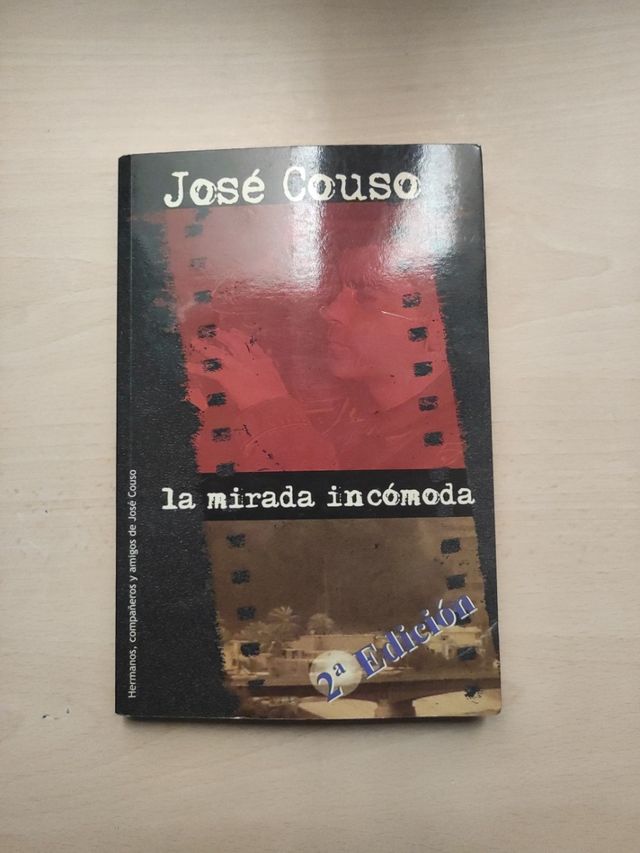 José Couso
la mirada incómoda
2ª Edición
Hermanos, compañeros y amigos de José Couso